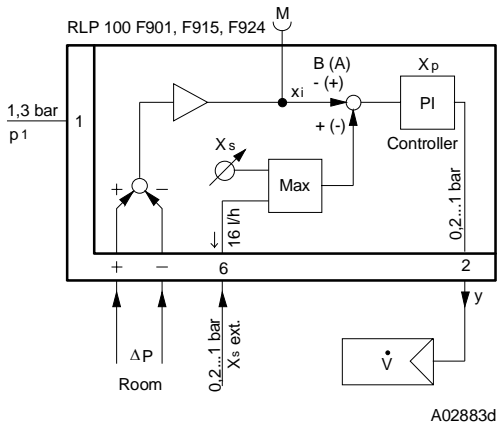 RLP 100 F901, F915, F924
M
B (A)
Xp
xi
- (+)
1,3 bar
1
PI
p1
+ (-)
Controller
Xs
+
−
Max
0,2...1 bar
16 l/h
↓
+
−
6
2
y
ΔP
Room
0,2...1 bar
Xs ext.
V̇
A02883d